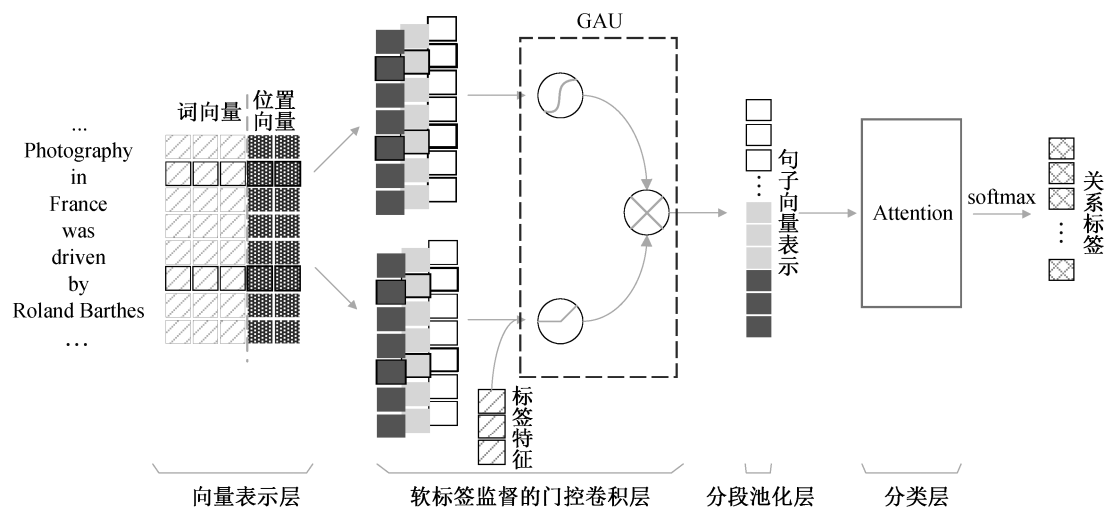 GAU
词向量
位置
向量
...
Photography
in
France
was
driven
by
Roland Barthes
...
标签特征
句子向量表示
Attention
softmax
关系标签
向量表示层
软标签监督的门控卷积层
分段池化层
分类层